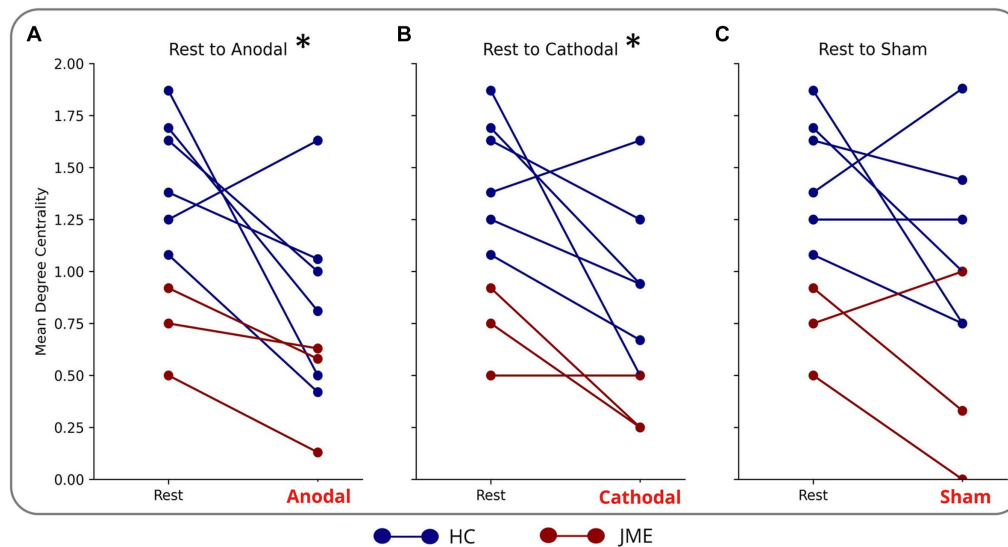 A
B
C
Rest to Anodal *
Rest to Cathodal *
Rest to Sham
Mean Degree Centrality
2.00
1.75
1.50
1.25
1.00
0.75
0.50
0.25
0.00
Rest
Anodal
Rest
Cathodal
Rest
Sham
HC
JME